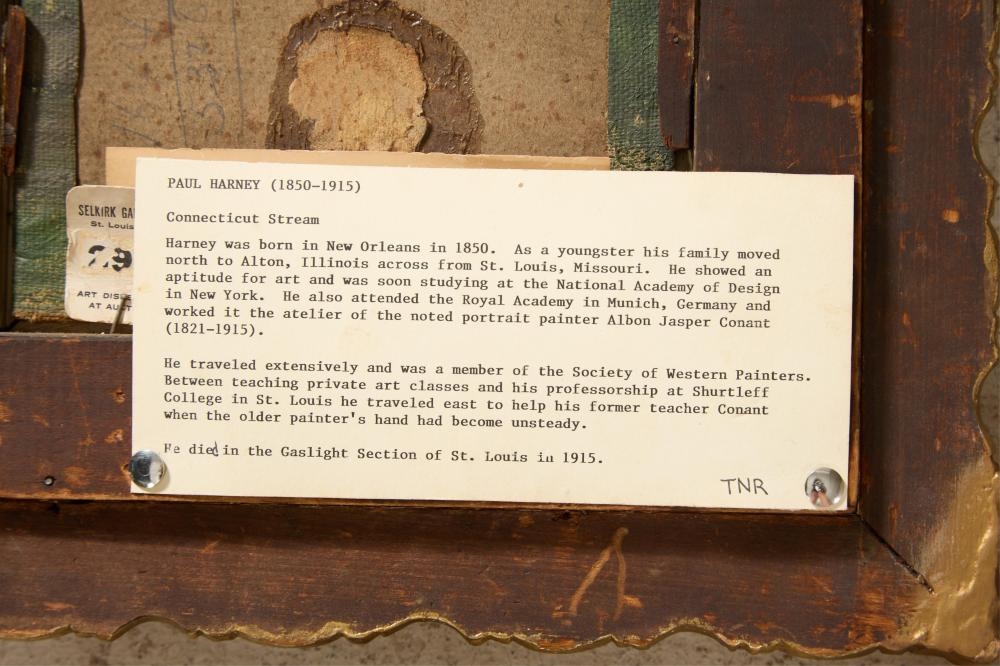 SELKIRK
St. Louis
29
ART
PAUL HARNEY (1850-1915)
Connecticut Stream
Harney was born in New Orleans in 1850. As a youngster his family moved
north to Alton, Illinois across from St. Louis, Missouri. He showed an
aptitude for art and was soon studying at the National Academy of Design
in New York. He also attended the Royal Academy in Munich, Germany and
worked it the atelier of the noted portrait painter Albon Jasper Conant
(1821-1915).
He traveled extensively and was a member of the Society of Western Painters.
Between teaching private art classes and his professorship at Shurtleff
College in St. Louis he traveled east to help his former teacher Conant
when the older painter's hand had become unsteady.
He died in the Gaslight Section of St. Louis in 1915.
TNR